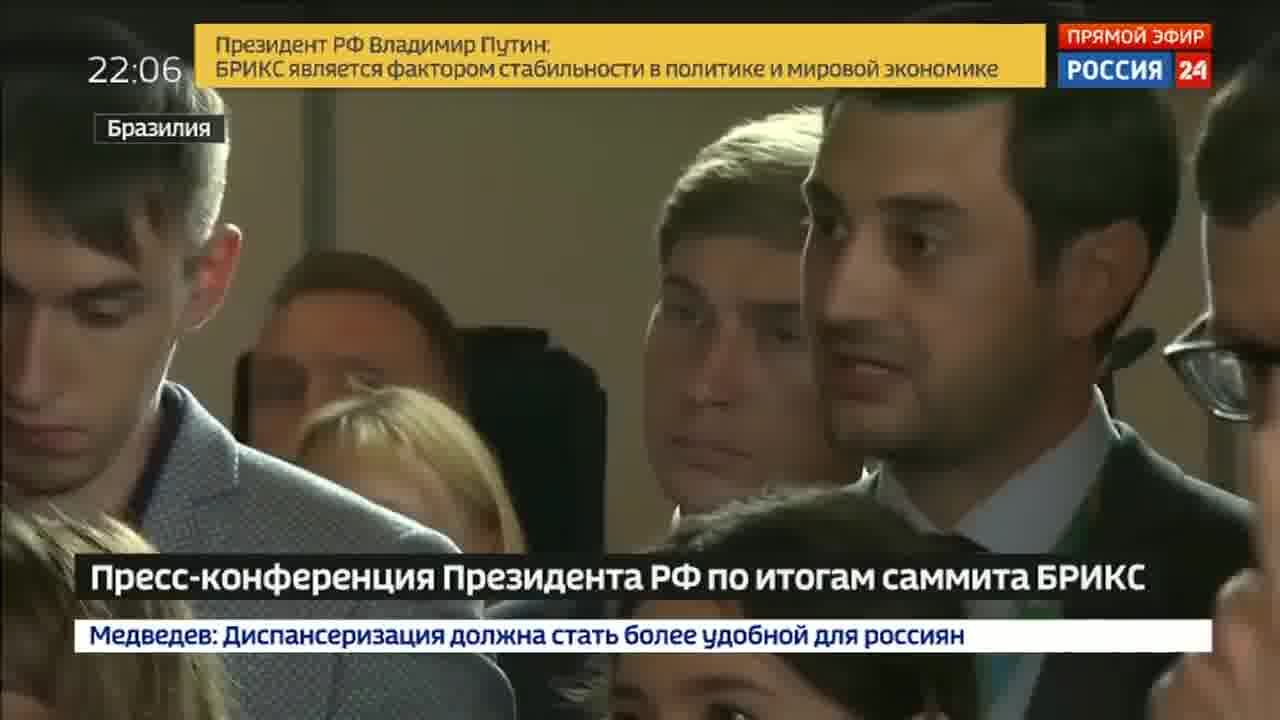 22:06
Президент РФ Владимир Путин:
БРИКС является фактором стабильности в политике и мировой экономике
ПРЯМОЙ ЭФИР
РОССИЯ 24
Бразилия
Пресс-конференция Президента РФ по итогам саммита БРИКС
Медведев: Диспансеризация должна стать более удобной для россиян